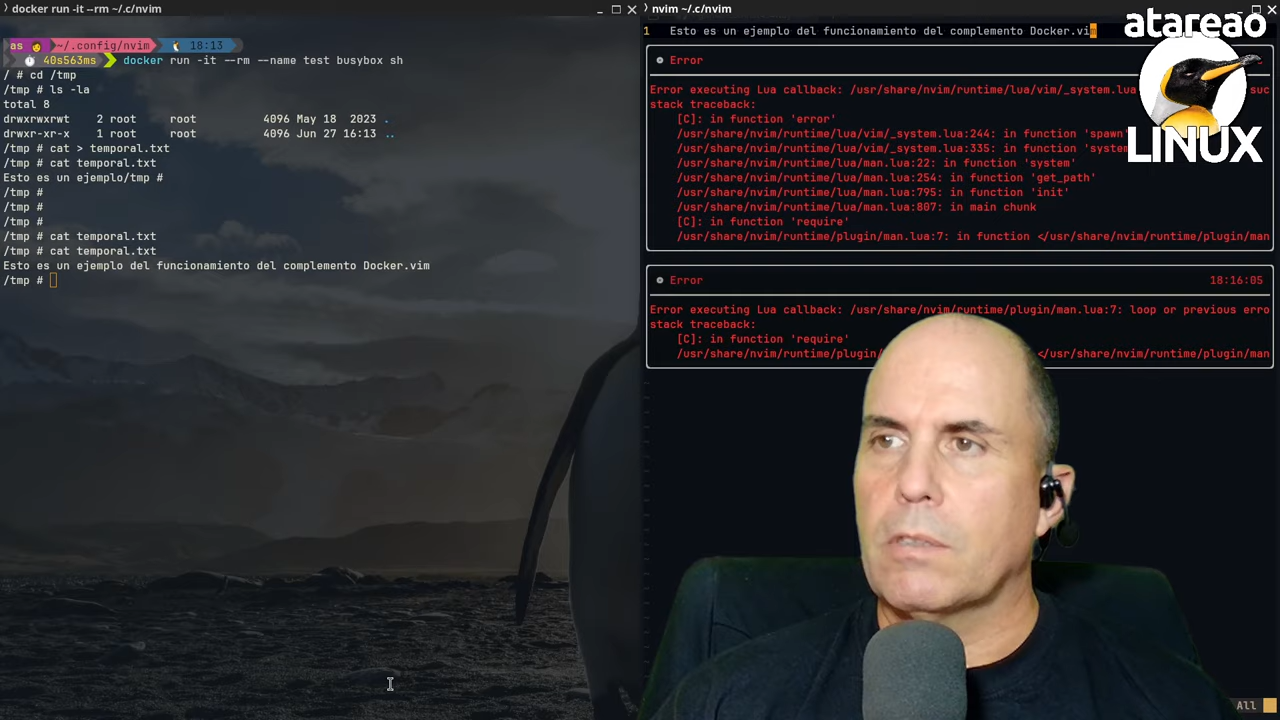 docker run -it --rm ~/.c/nvim
as ~/.config/nvim 18:13
40s563ms docker run -it --rm --name test busybox sh
/ # cd /tmp
/tmp # ls -la
total 8
drwxrwxrwt 2 root root 4096 May 18 2023 .
drwxr-xr-x 1 root root 4096 Jun 27 16:13 ..
/tmp # cat > temporal.txt
/tmp # cat temporal.txt
Esto es un ejemplo/tmp #
/tmp #
/tmp #
/tmp #
/tmp # cat temporal.txt
/tmp # cat temporal.txt
Esto es un ejemplo del funcionamiento del complemento Docker.vim
/tmp #
nvim ~/.c/nvim
1 Esto es un ejemplo del funcionamiento del complemento Docker.vim
Error
Error executing Lua callback: /usr/share/nvim/runtime/lua/vim/_system.lua suc
stack traceback:
[C]: in function 'error'
/usr/share/nvim/runtime/lua/vim/_system.lua:244: in function 'spawn'
/usr/share/nvim/runtime/lua/vim/_system.lua:335: in function 'system
/usr/share/nvim/runtime/lua/man.lua:22: in function 'system'
/usr/share/nvim/runtime/lua/man.lua:254: in function 'get_path'
/usr/share/nvim/runtime/lua/man.lua:795: in function 'init'
/usr/share/nvim/runtime/lua/man.lua:807: in main chunk
[C]: in function 'require'
/usr/share/nvim/runtime/plugin/man.lua:7: in function </usr/share/nvim/runtime/plugin/man
Error 18:16:05
Error executing Lua callback: /usr/share/nvim/runtime/plugin/man.lua:7: loop or previous erro
stack traceback:
[C]: in function 'require'
/usr/share/nvim/runtime/plugin/ </usr/share/nvim/runtime/plugin/man
All
atareao
LINUX